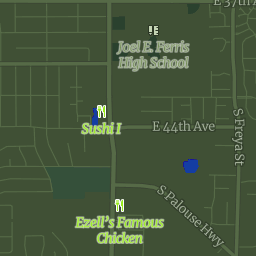 E 37th
Joel E. Ferris
High School
Sushi I
E 44th Ave
S Freya St
S Palouse Hwy
Ezell's Famous
Chicken